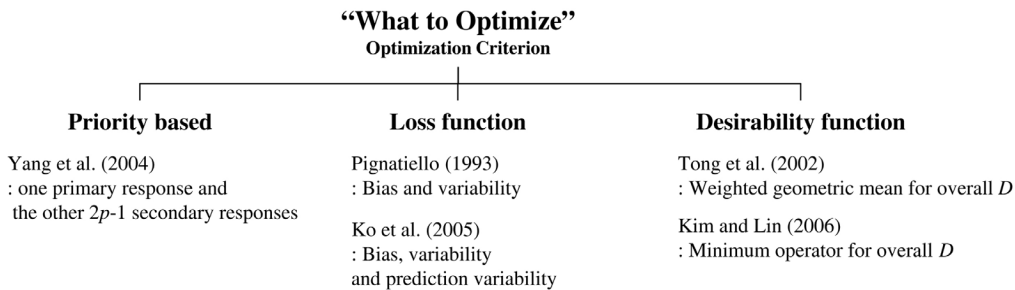 “What to Optimize”
Optimization Criterion
Priority based
Yang et al. (2004)
: one primary response and
the other 2p-1 secondary responses
Loss function
Pignatiello (1993)
: Bias and variability
Ko et al. (2005)
: Bias, variability
and prediction variability
Desirability function
Tong et al. (2002)
: Weighted geometric mean for overall D
Kim and Lin (2006)
: Minimum operator for overall D